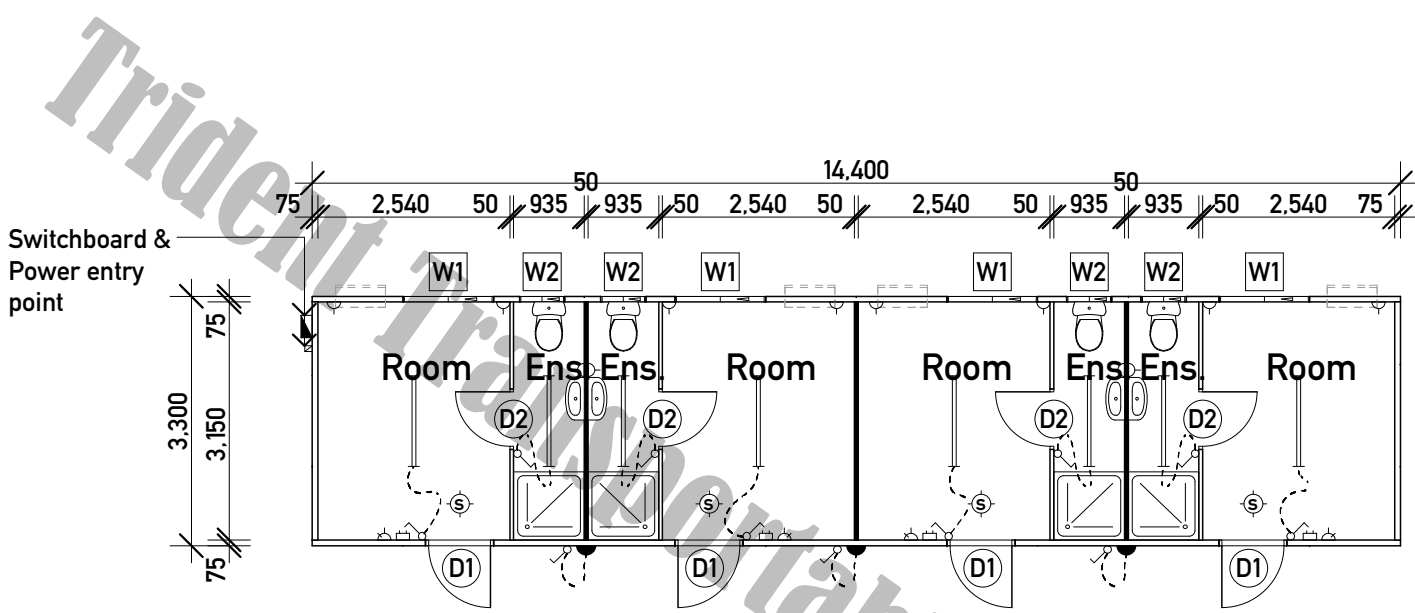 14,400
50 50
75 2,540 50 935 935 50 2,540 50 2,540 50 935 935 50 2,540 75
Switchboard &
Power entry
point
W1 W2 W2 W1 W1 W2 W2 W1
75
3,300
3,150
75
Room Ens. Ens. Room Room Ens. Ens. Room
D2 D2 D2 D2
S S S S
D1 D1 D1 D1
Trident Transportab